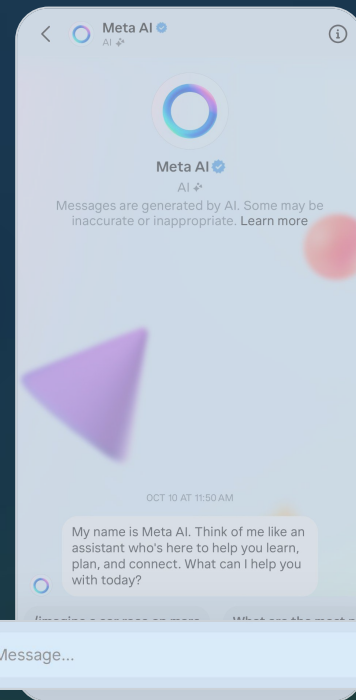 Meta AI
AI
Meta AI
AI
Messages are generated by AI. Some may be
inaccurate or inappropriate. Learn more
OCT 10 AT 11:50 AM
My name is Meta AI. Think of me like an
assistant who's here to help you learn,
plan, and connect. What can I help you
with today?
Message...